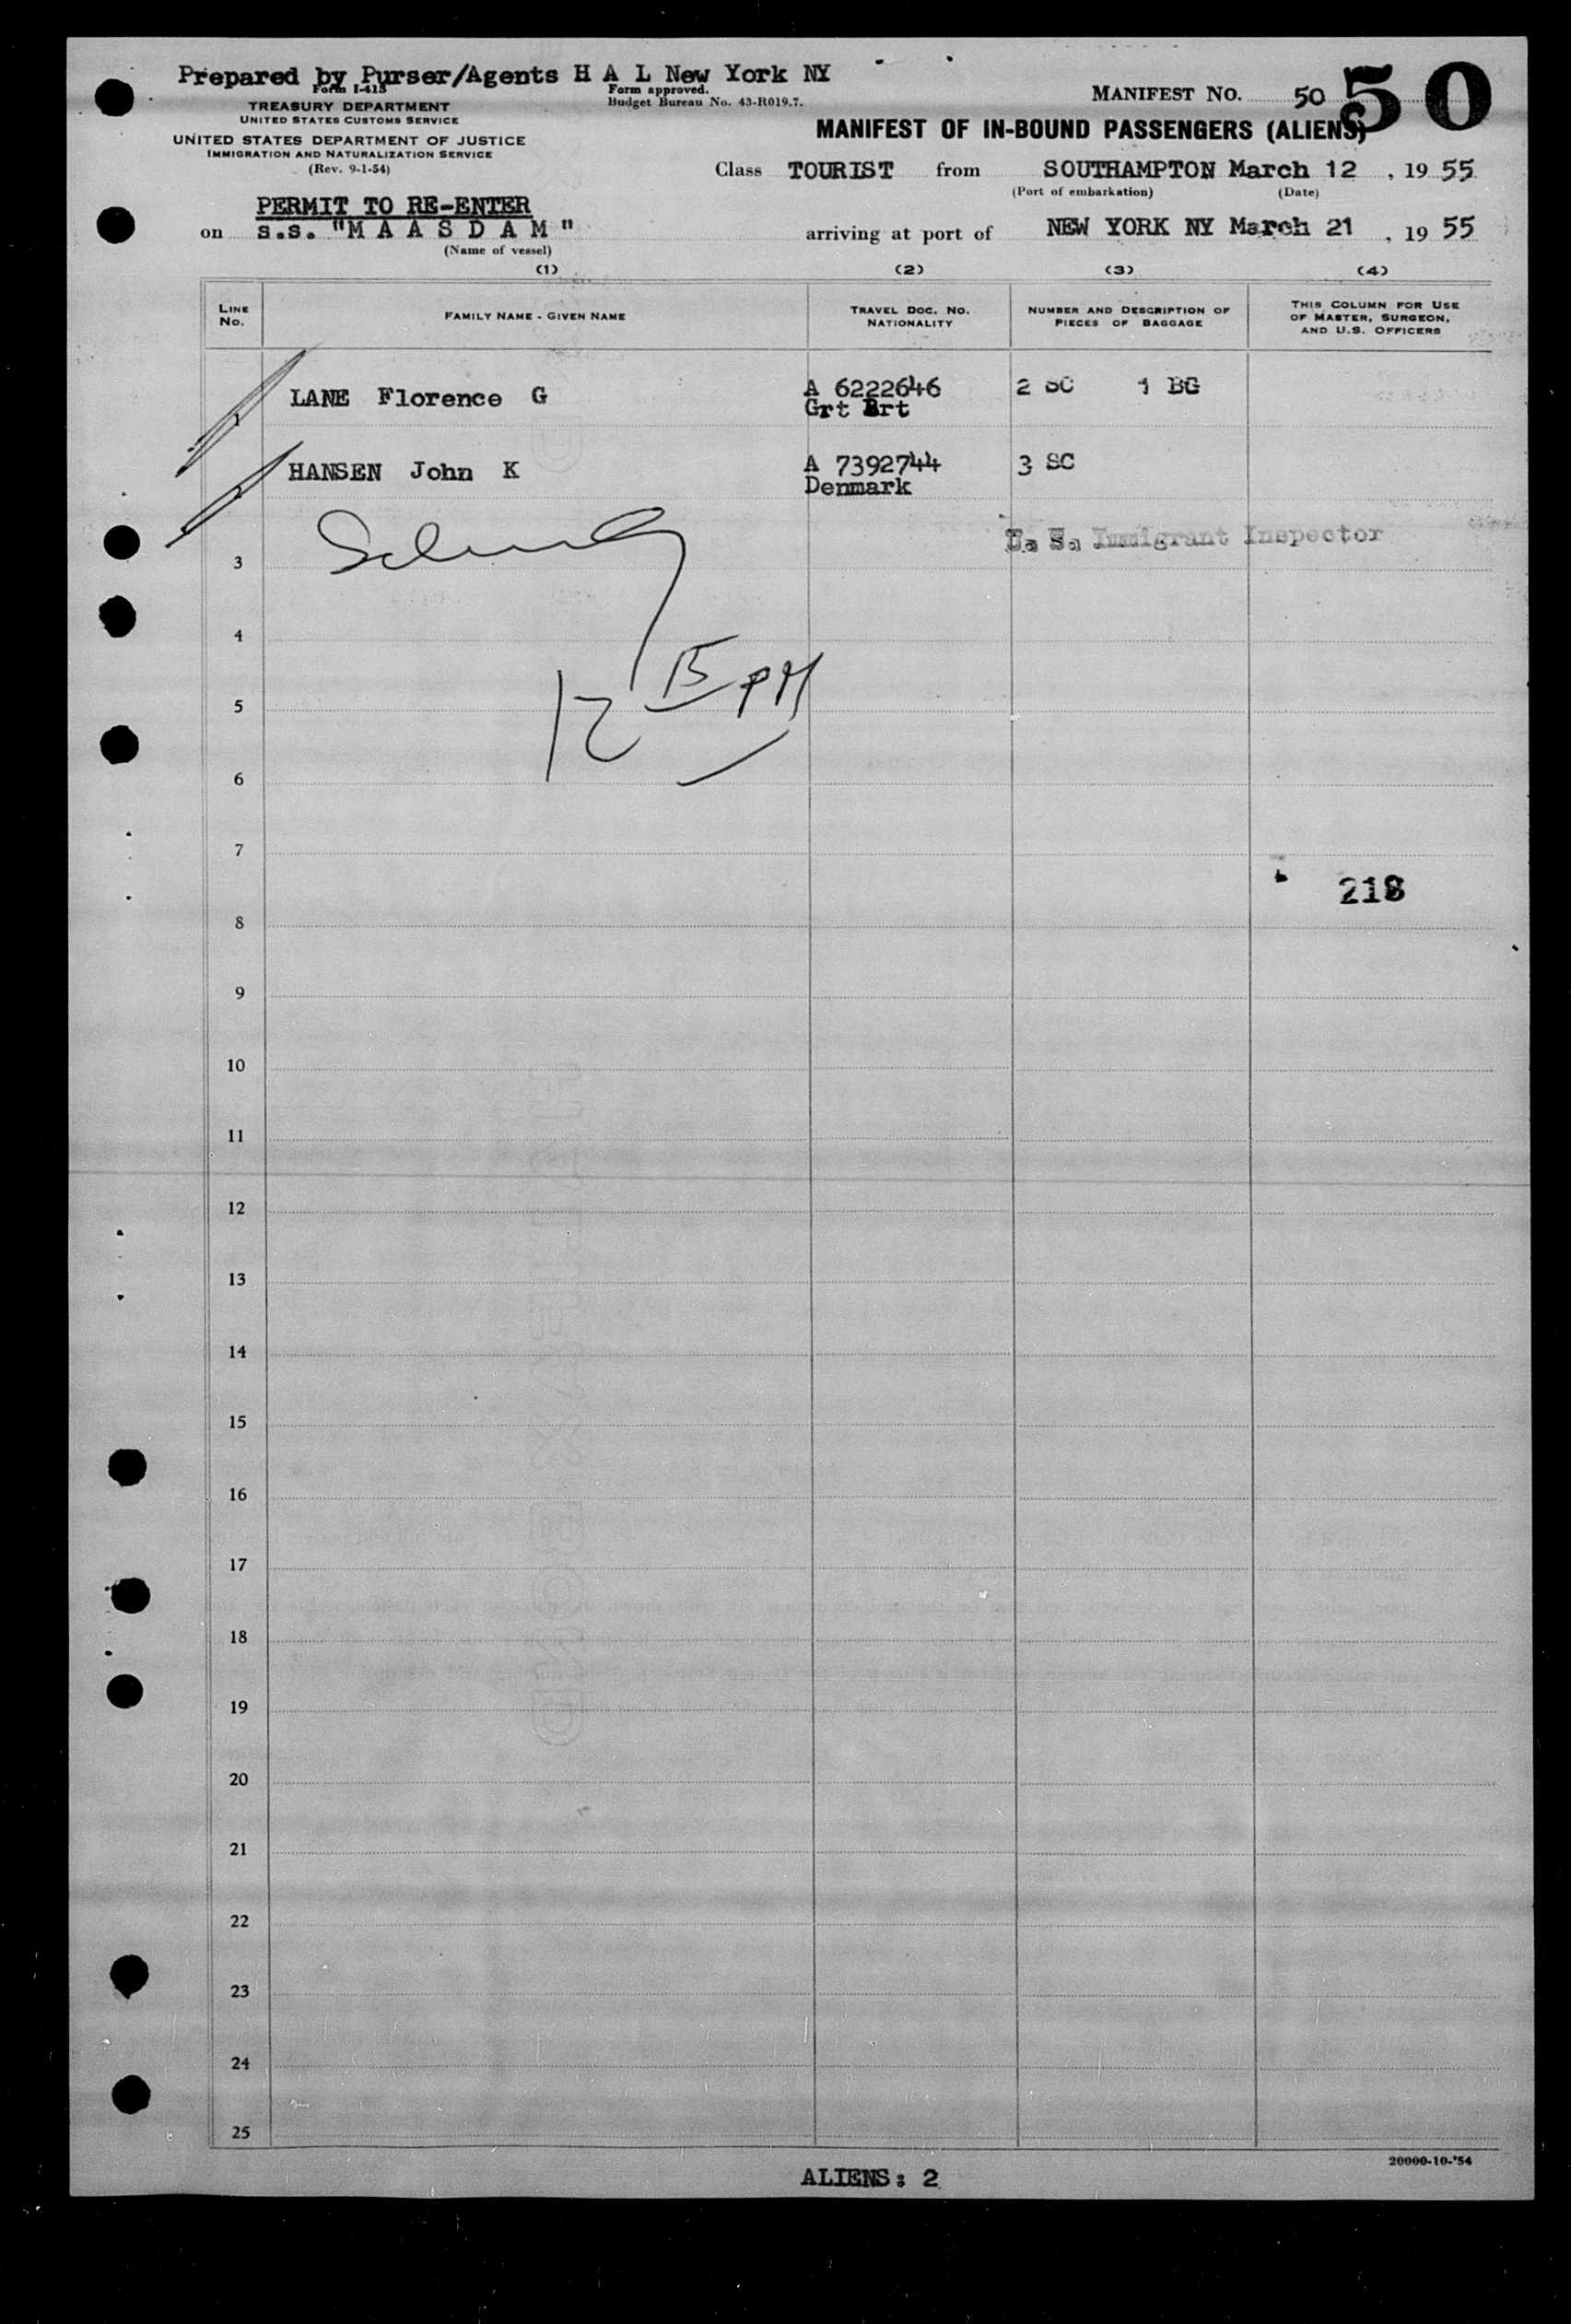 Prepared by Purser/Agents H A L New York NY
Form I-418
Form approved.
Budget Bureau No. 43-R019.7.
TREASURY DEPARTMENT
UNITED STATES CUSTOMS SERVICE
UNITED STATES DEPARTMENT OF JUSTICE
IMMIGRATION AND NATURALIZATION SERVICE
(Rev. 9-1-54)
MANIFEST NO. 50
50
MANIFEST OF IN-BOUND PASSENGERS (ALIENS)
Class TOURIST from SOUTHAMPTON March 12, 1955
(Port of embarkation) (Date)
PERMIT TO RE-ENTER
on s.s. "M A A S D A M" arriving at port of NEW YORK NY March 21, 1955
(Name of vessel)
(1) (2) (3) (4)
LINE No. FAMILY NAME - GIVEN NAME TRAVEL DOC. No. NATIONALITY NUMBER AND DESCRIPTION OF PIECES OF BAGGAGE THIS COLUMN FOR USE OF MASTER, SURGEON, AND U.S. OFFICERS
1 LANE Florence G A 6222646 2 SC 1 BG
Grt Brt
2 HANSEN John K A 7392744 3 SC
Denmark
U. S. Immigrant Inspector
3
4
12 15 PM
5
6
7
218
8
9
10
11
12
13
14
15
16
17
18
19
20
21
22
23
24
25
20000-10-'54
ALIENS: 2